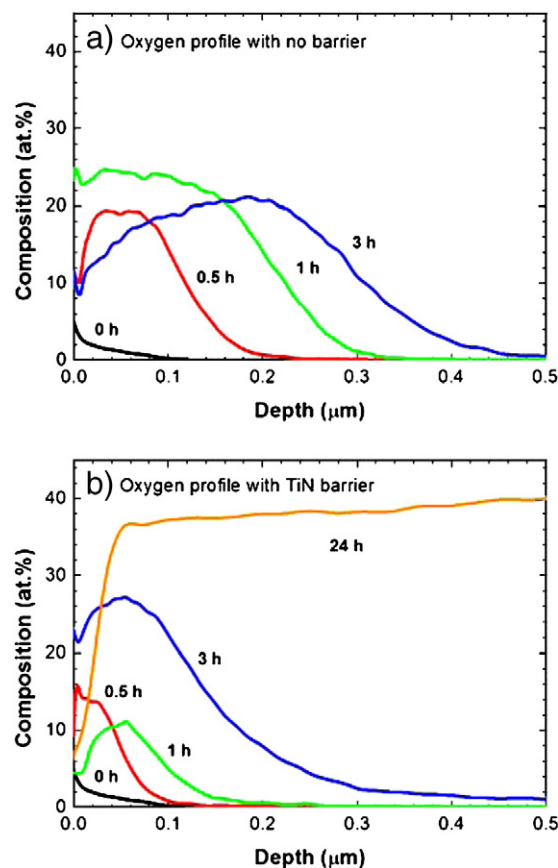 a) Oxygen profile with no barrier
Composition (at.%)
40
30
20
10
0
0 h
0.5 h
1 h
3 h
0.0 0.1 0.2 0.3 0.4 0.5
Depth (μm)
b) Oxygen profile with TiN barrier
Composition (at.%)
40
30
20
10
0
24 h
3 h
0.5 h
1 h
0 h
0.0 0.1 0.2 0.3 0.4 0.5
Depth (μm)